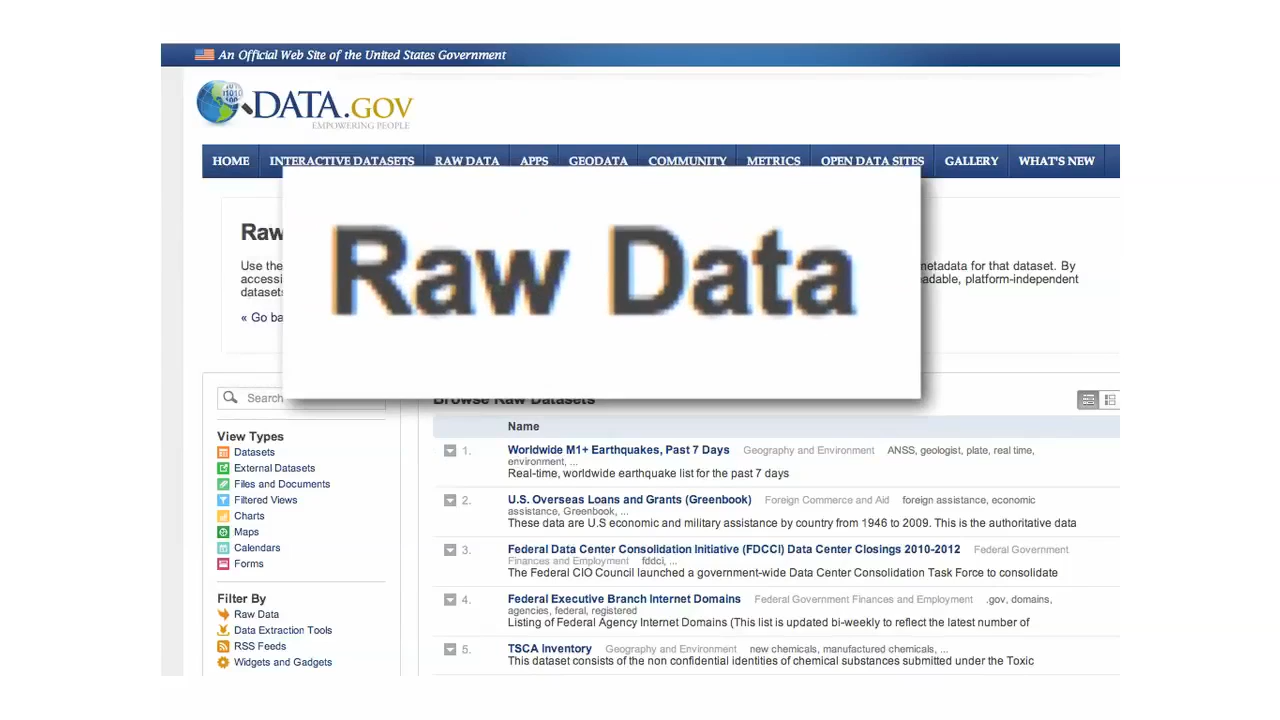 An Official Web Site of the United States Government
DATA.GOV
EMPOWERING PEOPLE
HOME INTERACTIVE DATASETS RAW DATA APPS GEODATA COMMUNITY METRICS OPEN DATA SITES GALLERY WHAT'S NEW
Raw
Raw Data
Use the metadata for that dataset. By
platform-independent
datasets
« Go
Search
View Types
Datasets
External Datasets
Files and Documents
Filtered Views
Charts
Maps
Calendars
Forms
Filter By
Raw Data
Data Extraction Tools
RSS Feeds
Widgets and Gadgets
Browse Raw Datasets
Name
1. Worldwide M1+ Earthquakes, Past 7 Days Geography and Environment ANSS, geologist, plate, real time,
environment, ...
Real-time, worldwide earthquake list for the past 7 days
2. U.S. Overseas Loans and Grants (Greenbook) Foreign Commerce and Aid foreign assistance, economic
assistance, Greenbook, ...
These data are U.S economic and military assistance by country from 1946 to 2009. This is the authoritative data
3. Federal Data Center Consolidation Initiative (FDCCI) Data Center Closings 2010-2012 Federal Government
Finances and Employment fdcci, ...
The Federal CIO Council launched a government-wide Data Center Consolidation Task Force to consolidate
4. Federal Executive Branch Internet Domains Federal Government Finances and Employment .gov, domains,
agencies, federal, registered
Listing of Federal Agency Internet Domains (This list is updated bi-weekly to reflect the latest number of
5. TSCA Inventory Geography and Environment new chemicals, manufactured chemicals, ...
This dataset consists of the non confidential identities of chemical substances submitted under the Toxic